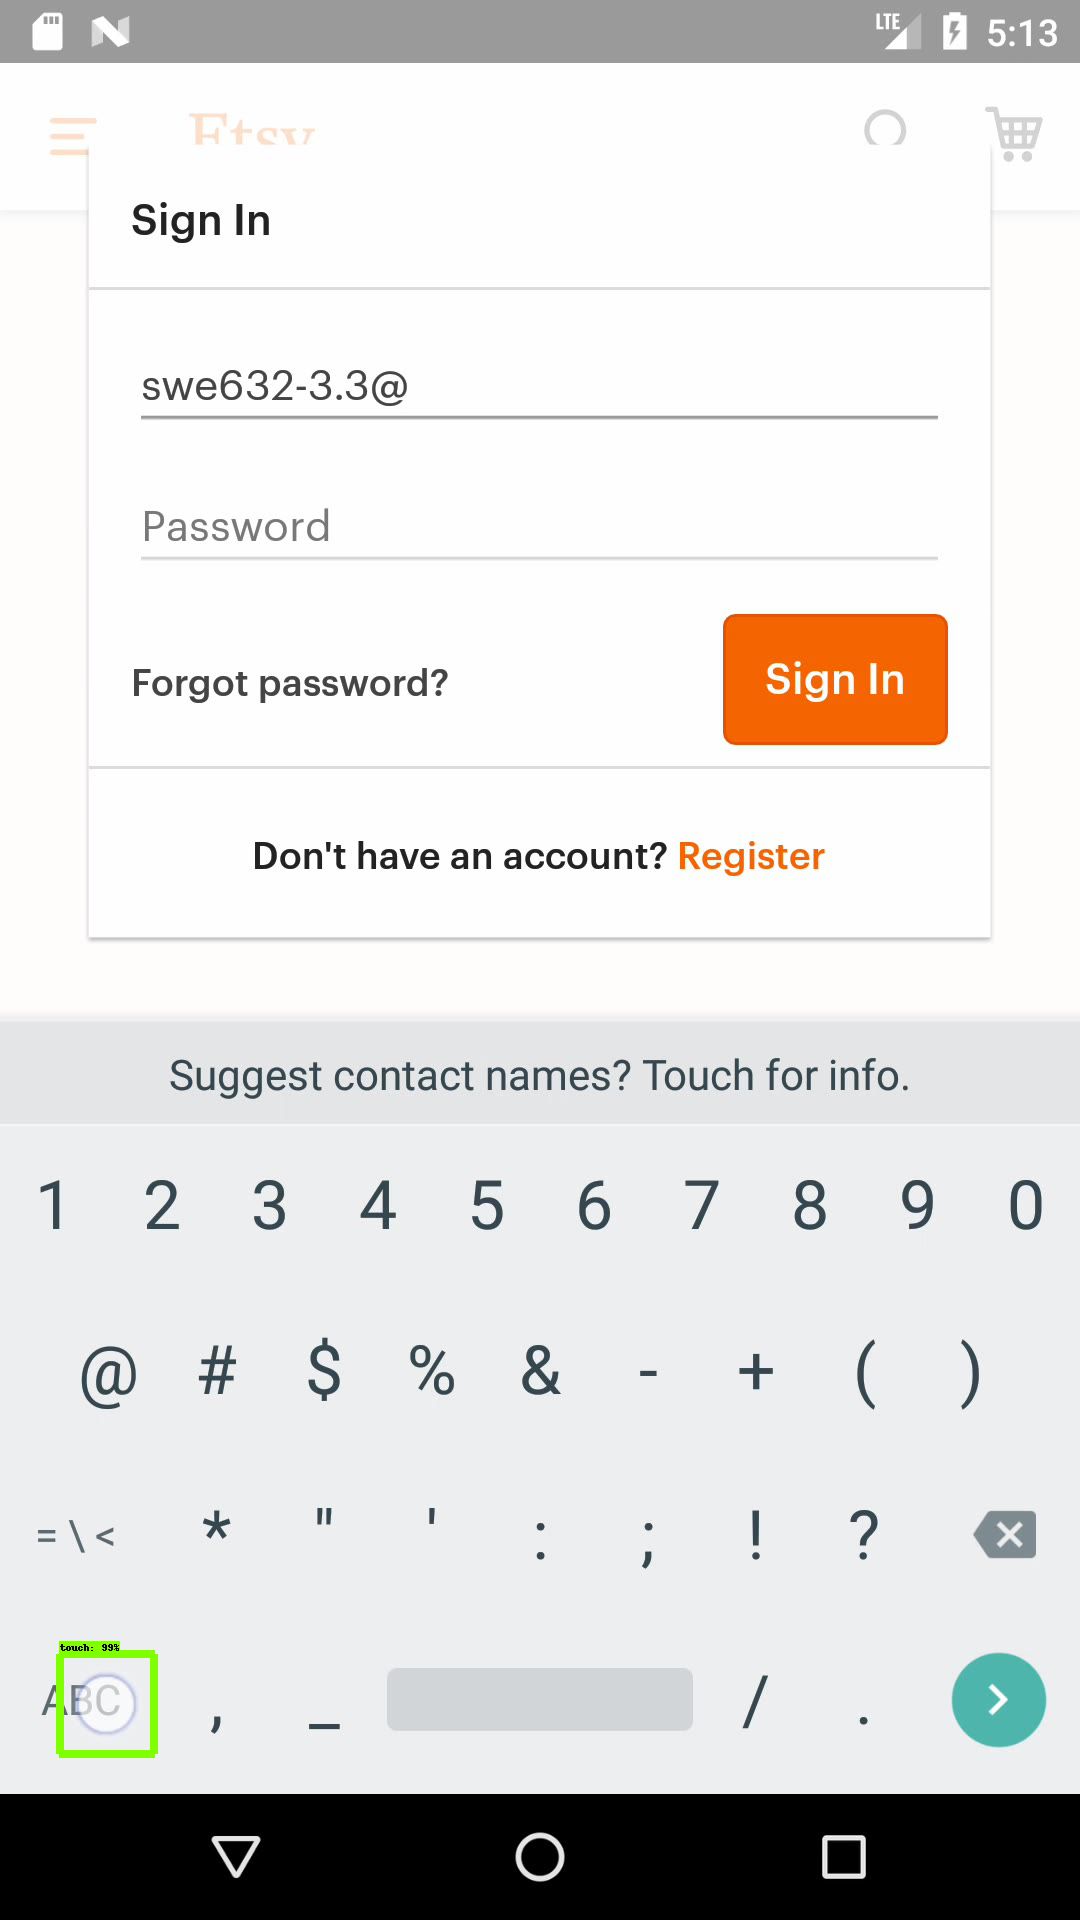 LTE 5:13
Etsy
Sign In
swe632-3.3@
Password
Forgot password? Sign In
Don't have an account? Register
Suggest contact names? Touch for info.
1 2 3 4 5 6 7 8 9 0
@ # $ % & - + ( )
= \ < * " ' : ; ! ?
touch: 99%
ABC , _ / .